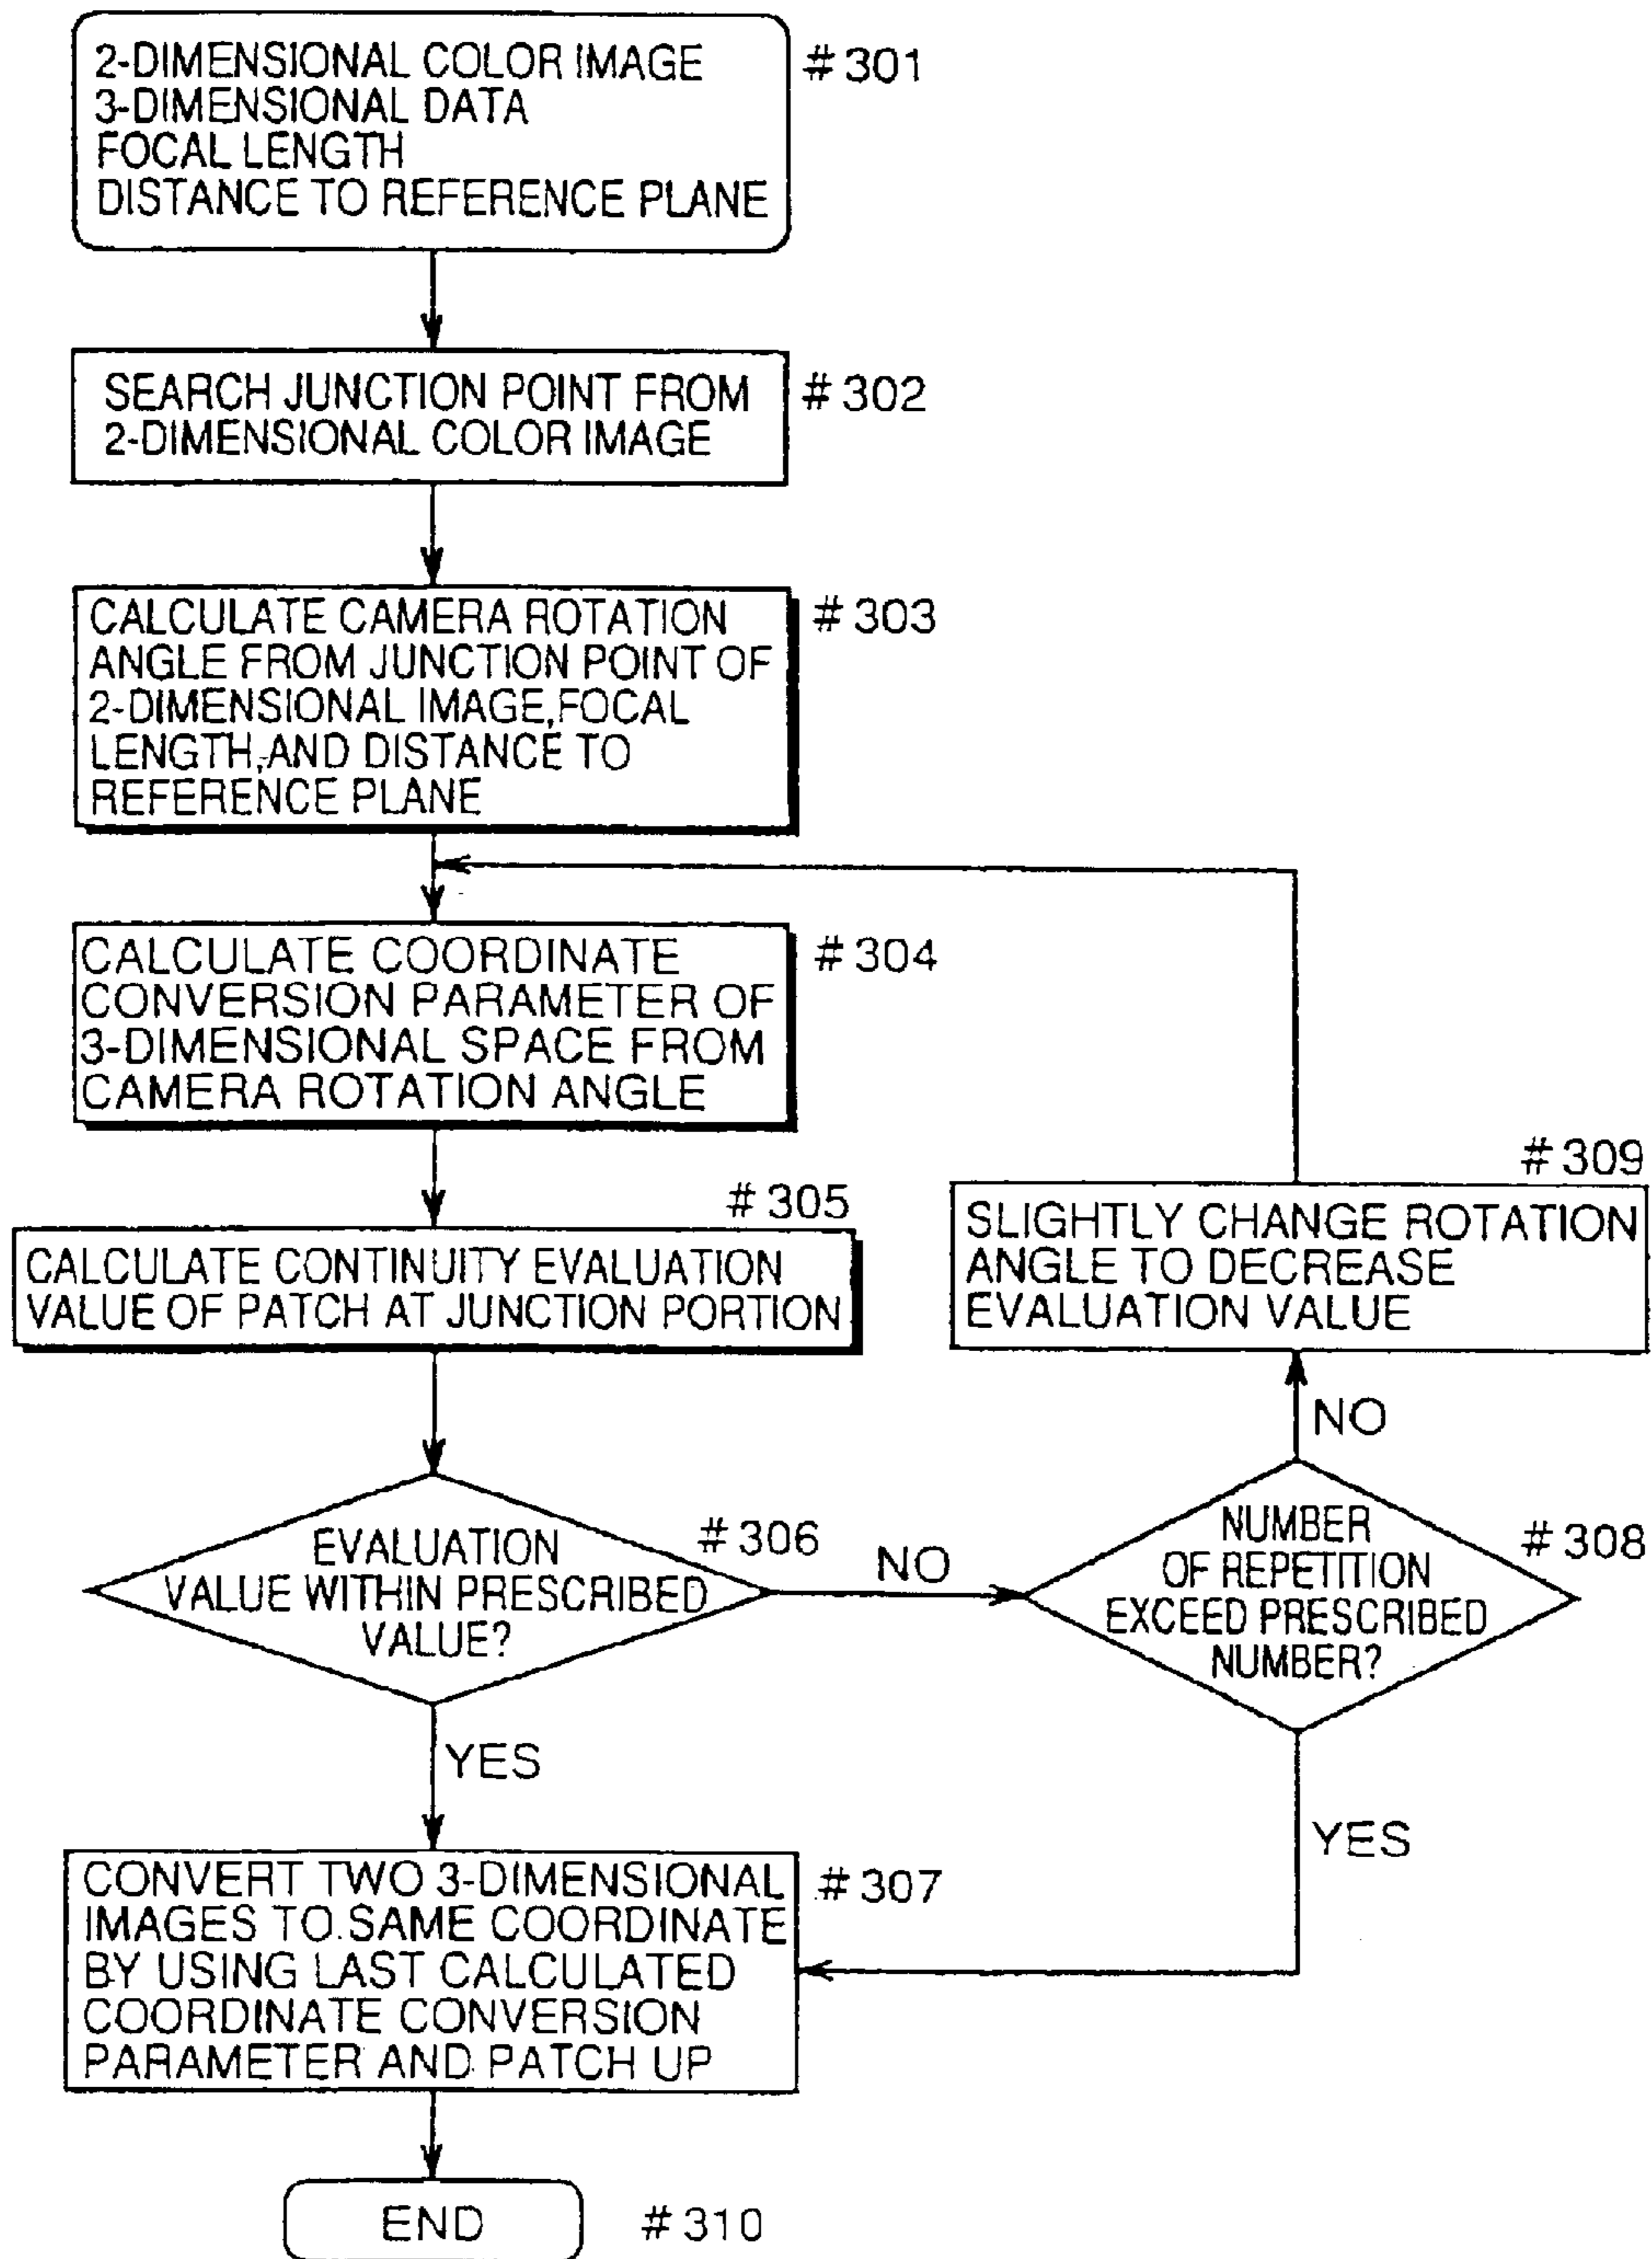 2-DIMENSIONAL COLOR IMAGE
3-DIMENSIONAL DATA
FOCAL LENGTH
DISTANCE TO REFERENCE PLANE
#301
SEARCH JUNCTION POINT FROM
2-DIMENSIONAL COLOR IMAGE
#302
CALCULATE CAMERA ROTATION
ANGLE FROM JUNCTION POINT OF
2-DIMENSIONAL IMAGE, FOCAL
LENGTH, AND DISTANCE TO
REFERENCE PLANE
#303
CALCULATE COORDINATE
CONVERSION PARAMETER OF
3-DIMENSIONAL SPACE FROM
CAMERA ROTATION ANGLE
#304
#305
CALCULATE CONTINUITY EVALUATION
VALUE OF PATCH AT JUNCTION PORTION
#309
SLIGHTLY CHANGE ROTATION
ANGLE TO DECREASE
EVALUATION VALUE
NO
EVALUATION
VALUE WITHIN PRESCRIBED
VALUE?
#306
NO
NUMBER
OF REPETITION
EXCEED PRESCRIBED
NUMBER?
#308
YES
YES
CONVERT TWO 3-DIMENSIONAL
IMAGES TO SAME COORDINATE
BY USING LAST CALCULATED
COORDINATE CONVERSION
PARAMETER AND PATCH UP
#307
END
#310